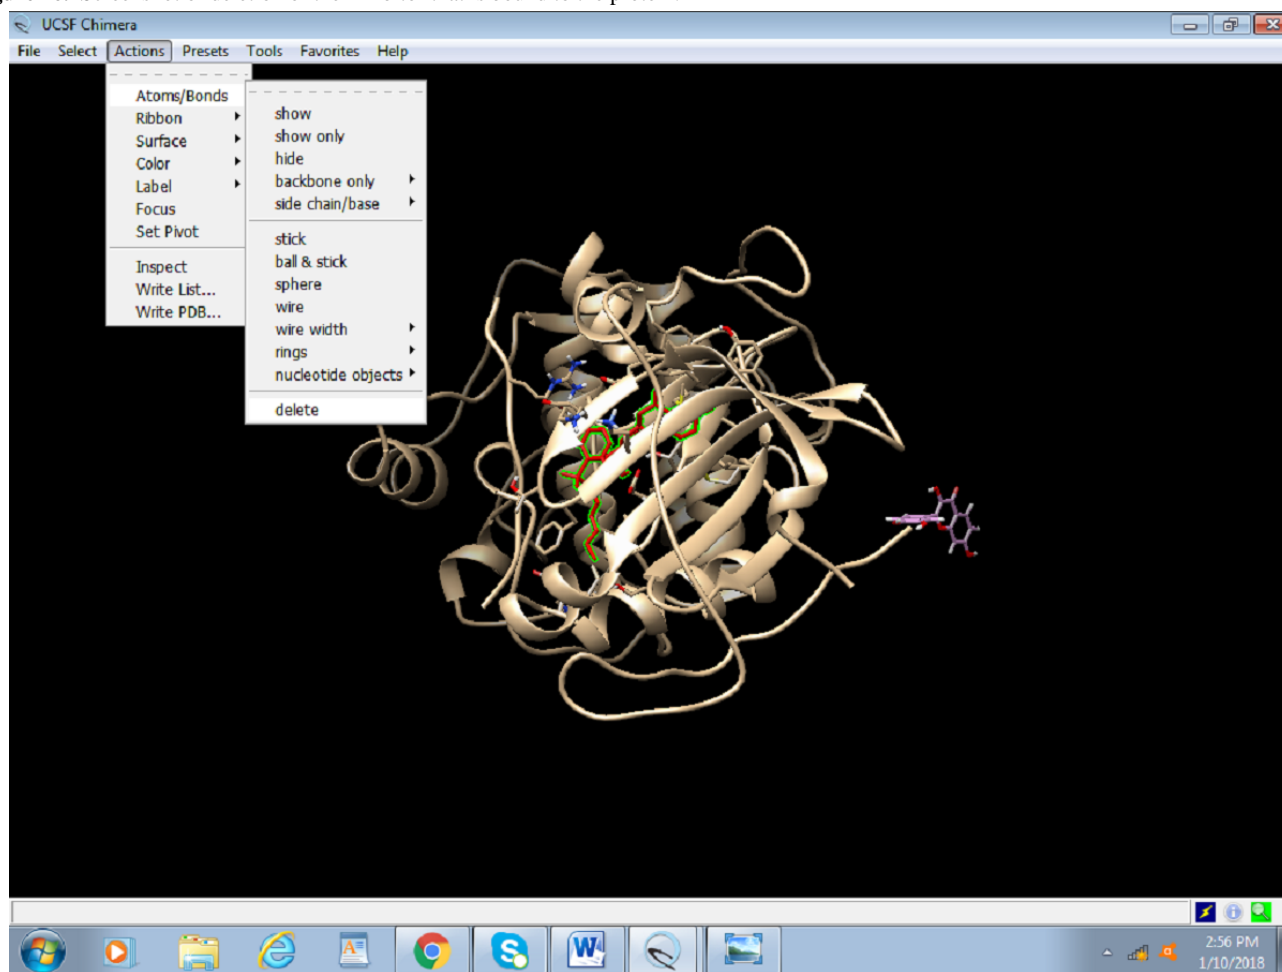 UCSF Chimera
File Select Actions Presets Tools Favorites Help
Atoms/Bonds
Ribbon
Surface
Color
Label
Focus
Set Pivot
Inspect
Write List...
Write PDB...
show
show only
hide
backbone only
side chain/base
stick
ball & stick
sphere
wire
wire width
rings
nucleotide objects
delete
2:56 PM
1/10/2018